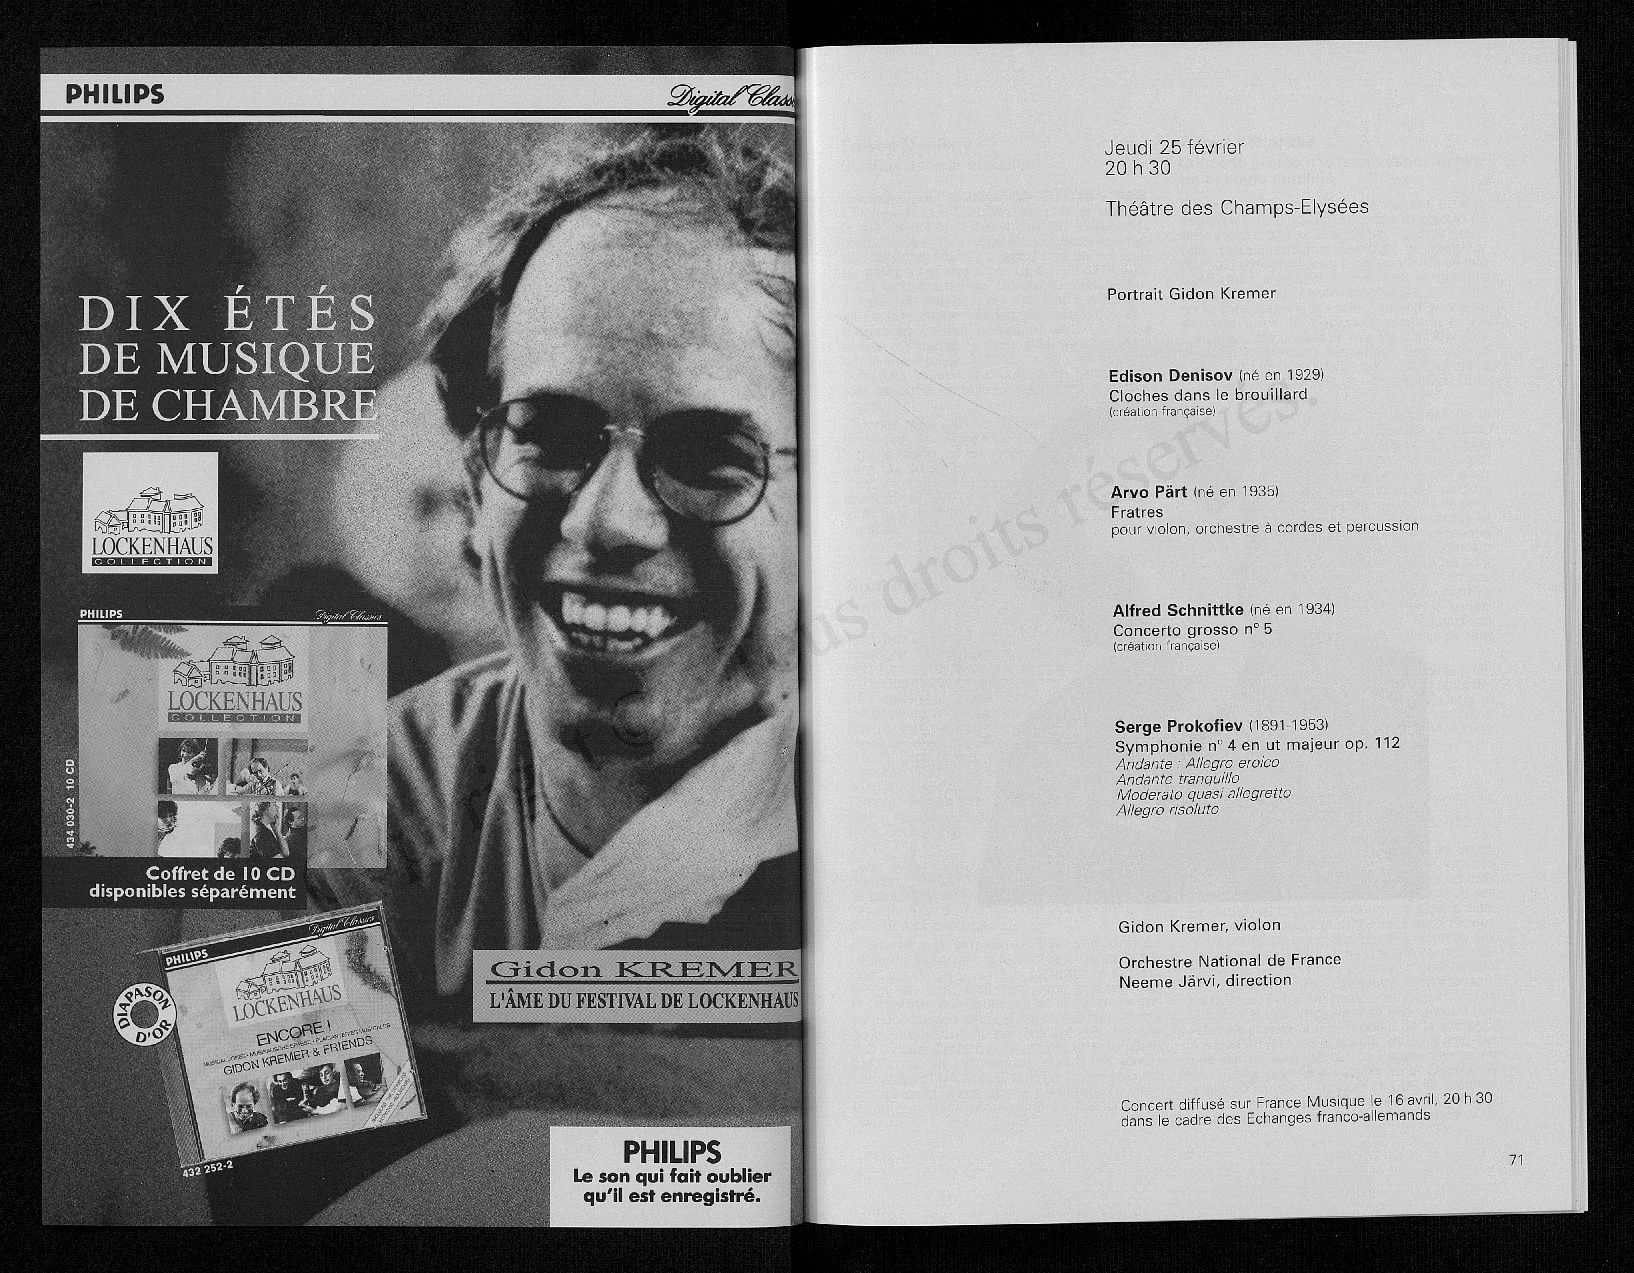 PHILIPS
Digital Classi
DIX ÉTÉS
DE MUSIQUE
DE CHAMBRE
LOCKENHAUS
COLLECTION
PHILIPS
Digital Classics
LOCKENHAUS
COLLECTION
434 030-2 10 CD
Coffret de 10 CD
disponibles séparément
PHILIPS
Digital Classics
LOCKENHAUS
ENCORE !
GIDON KREMER & FRIENDS
DIAPASON
D'OR
432 252-2
Gidon KREMER
L'ÂME DU FESTIVAL DE LOCKENHAUS
PHILIPS
Le son qui fait oublier
qu'il est enregistré.
Jeudi 25 février
20 h 30
Théâtre des Champs-Elysées
Portrait Gidon Kremer
Edison Denisov (né en 1929)
Cloches dans le brouillard
(création française)
Arvo Pärt (né en 1935)
Fratres
pour violon, orchestre à cordes et percussion
Alfred Schnittke (né en 1934)
Concerto grosso n° 5
(création française)
Serge Prokofiev (1891-1953)
Symphonie n° 4 en ut majeur op. 112
Andante : Allegro eroico
Andante tranquillo
Moderato quasi allegretto
Allegro risoluto
Gidon Kremer, violon
Orchestre National de France
Neeme Järvi, direction
Concert diffusé sur France Musique le 16 avril, 20 h 30
dans le cadre des Echanges franco-allemands
71
droits réservés.